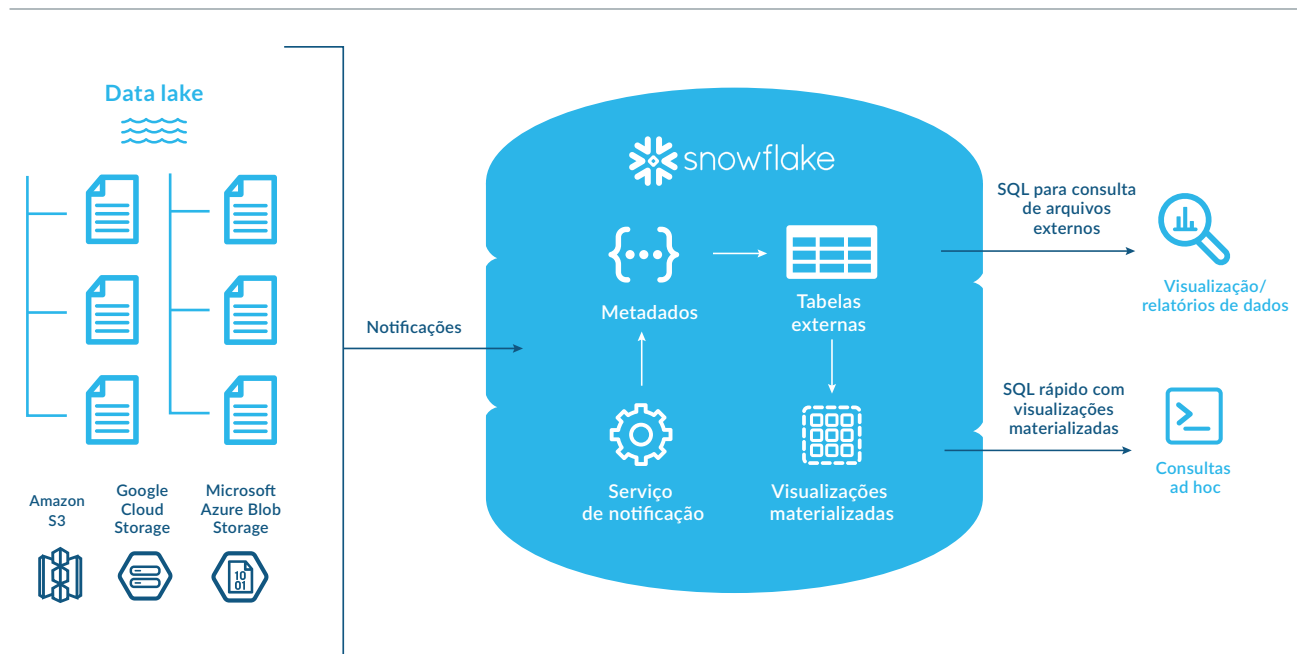 Data lake
Amazon
S3
Google
Cloud
Storage
Microsoft
Azure Blob
Storage
10
01
Notificações
snowflake
{•••}
Metadados
Tabelas
externas
Serviço
de notificação
Visualizações
materializadas
SQL para consulta
de arquivos
externos
Visualização/
relatórios de dados
SQL rápido com
visualizações
materializadas
>_
Consultas
ad hoc